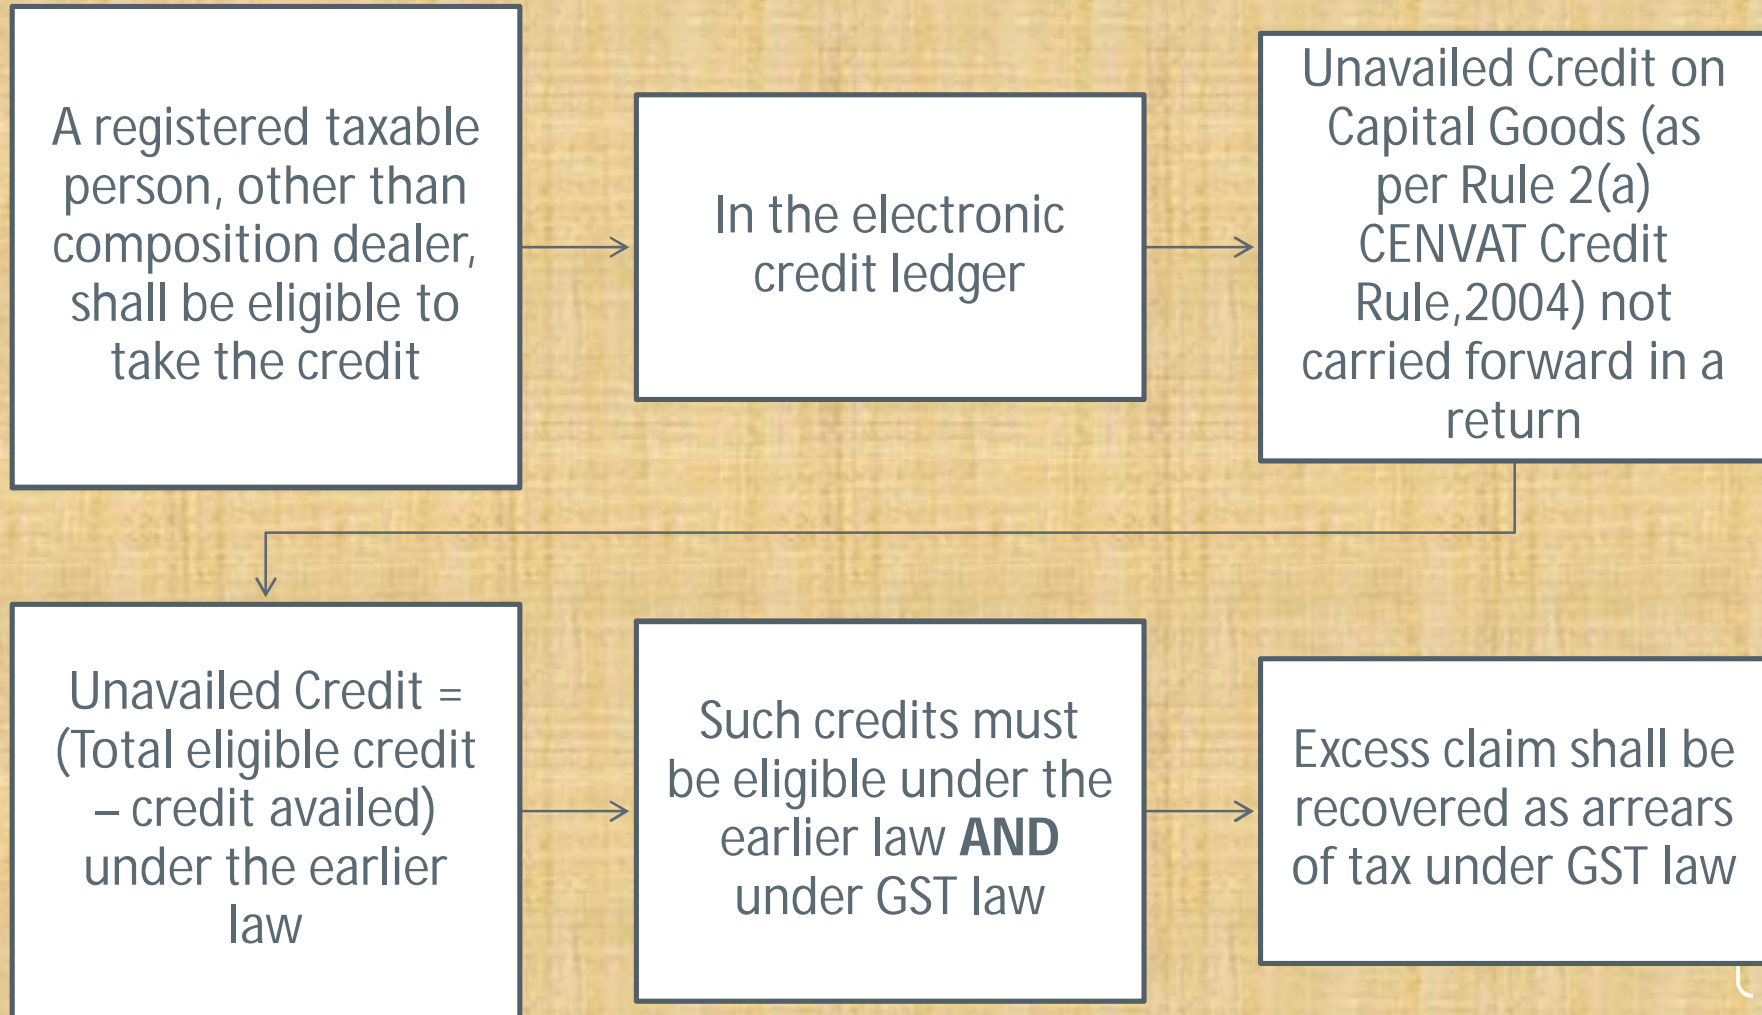 A registered taxable
person, other than
composition dealer,
shall be eligible to
take the credit
In the electronic
credit ledger
Unavailed Credit on
Capital Goods (as
per Rule 2(a)
CENVAT Credit
Rule,2004) not
carried forward in a
return
Unavailed Credit =
(Total eligible credit
– credit availed)
under the earlier
law
Such credits must
be eligible under the
earlier law AND
under GST law
Excess claim shall be
recovered as arrears
of tax under GST law